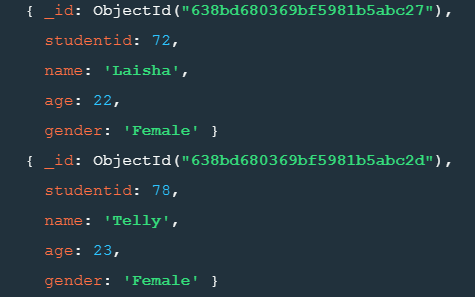 { _id: ObjectId("638bd680369bf5981b5abc27"),
studentid: 72,
name: 'Laisha',
age: 22,
gender: 'Female' }
{ _id: ObjectId("638bd680369bf5981b5abc2d"),
studentid: 78,
name: 'Telly',
age: 23,
gender: 'Female' }